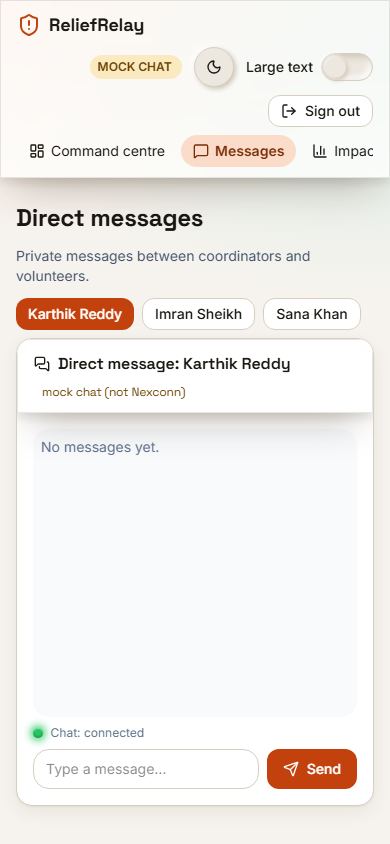 ReliefRelay
MOCK CHAT
Large text
Sign out
Command centre
Messages
Impac
Direct messages
Private messages between coordinators and
volunteers.
Karthik Reddy
Imran Sheikh
Sana Khan
Direct message: Karthik Reddy
mock chat (not Nexconn)
No messages yet.
Chat: connected
Type a message...
Send